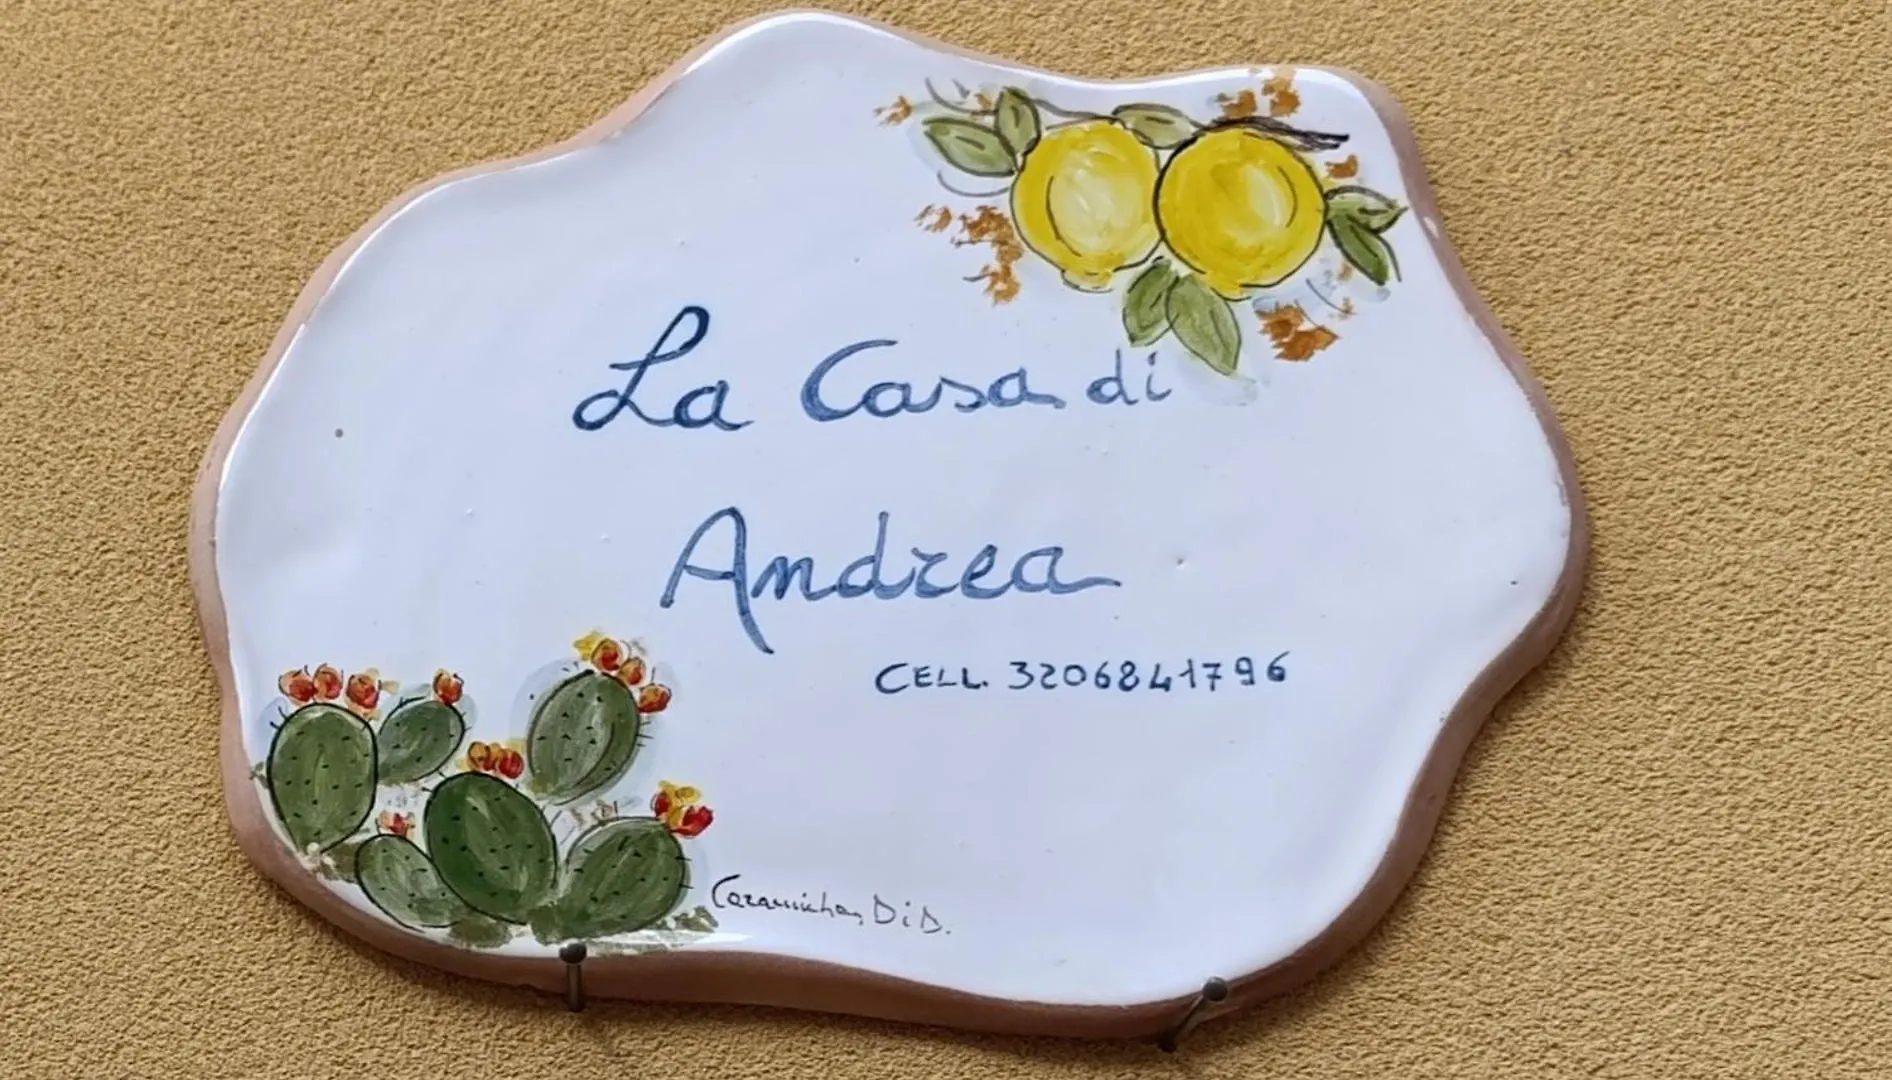 La Casa di
Andrea
CELL. 3206841796
D.